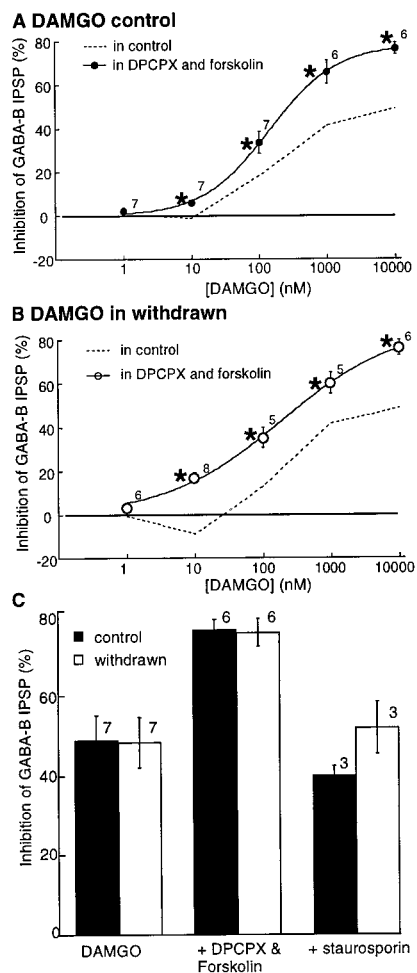 A DAMGO control
80
60
40
20
0
-20
Inhibition of GABA-B IPSP (%)
in control
in DPCPX and forskolin
7
7
7
6
6
* * * *
1 10 100 1000 10000
[DAMGO] (nM)
B DAMGO in withdrawn
80
60
40
20
0
-20
Inhibition of GABA-B IPSP (%)
in control
in DPCPX and forskolin
6
8
5
5
6
* * * *
1 10 100 1000 10000
[DAMGO] (nM)
C
80
60
40
20
0
Inhibition of GABA-B IPSP (%)
control
withdrawn
7 7 6 6 3 3
DAMGO
+ DPCPX &
Forskolin
+ staurosporin